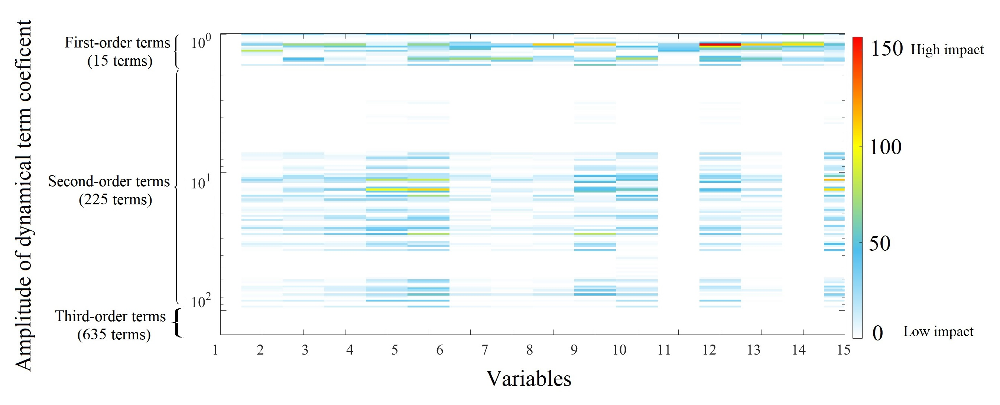 Amplitude of dynamical term coeficent
First-order terms
(15 terms)
Second-order terms
(225 terms)
Third-order terms
(635 terms)
10^0
10^1
10^2
1 2 3 4 5 6 7 8 9 10 11 12 13 14 15
Variables
150 High impact
100
50
0 Low impact